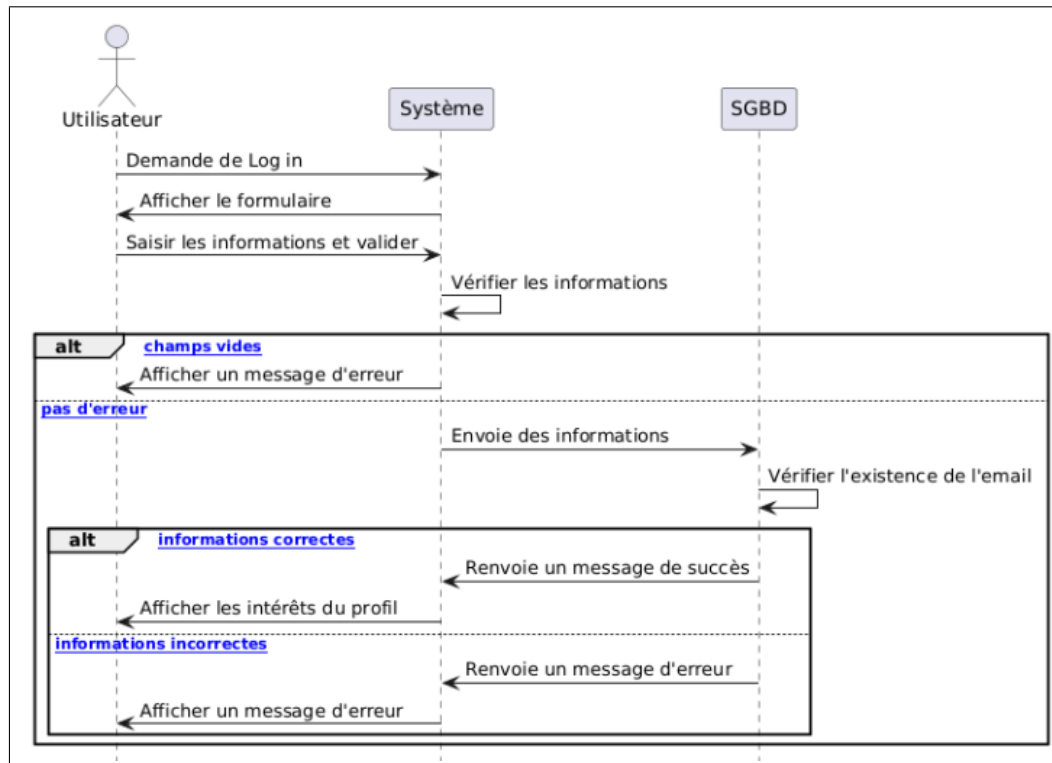 Utilisateur
Système
SGBD
Demande de Log in
Afficher le formulaire
Saisir les informations et valider
Vérifier les informations
alt
champs vides
Afficher un message d'erreur
pas d'erreur
Envoie des informations
Vérifier l'existence de l'email
alt
informations correctes
Renvoie un message de succès
Afficher les intérêts du profil
informations incorrectes
Renvoie un message d'erreur
Afficher un message d'erreur